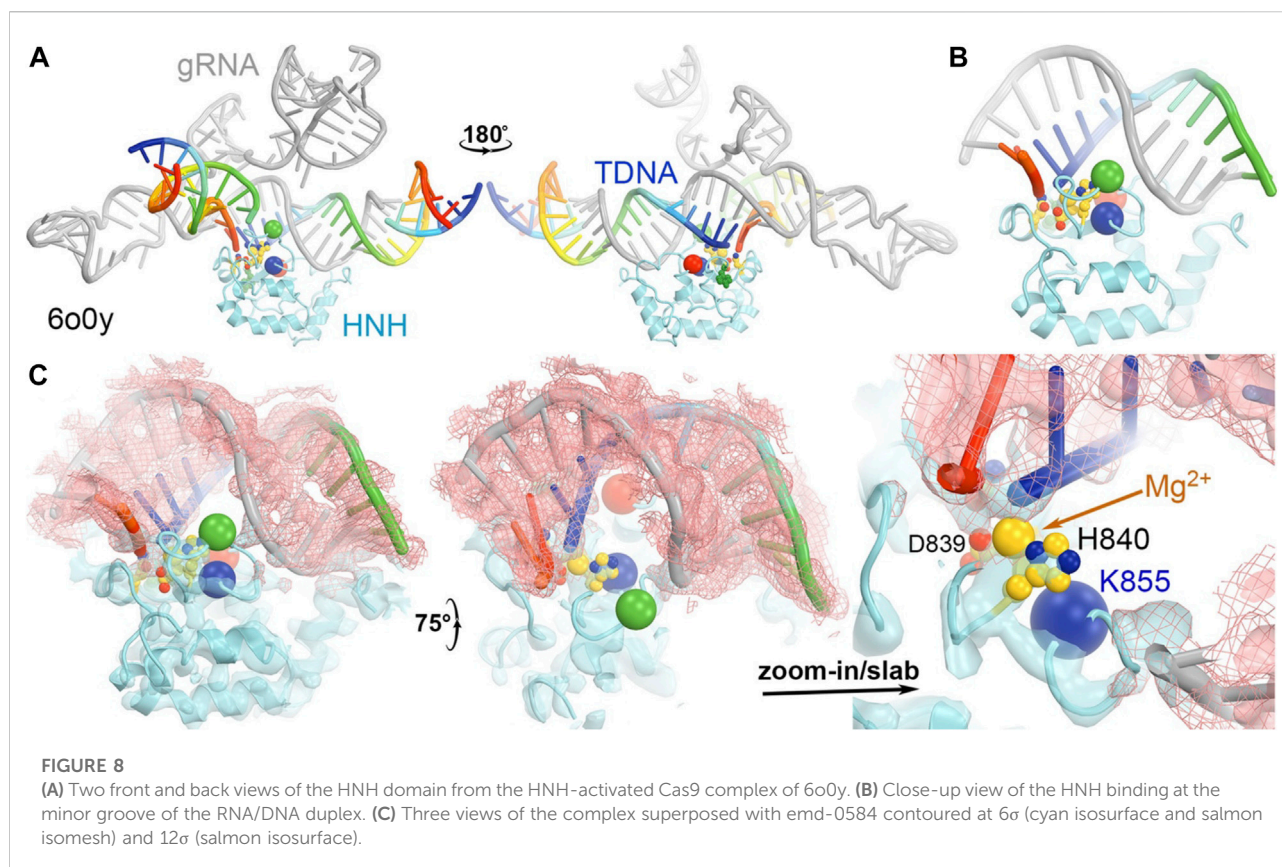 A
gRNA
180°
TDNA
6o0y
HNH
B
C
75°
zoom-in/slab
Mg²⁺
D839
H840
K855
FIGURE 8
(A) Two front and back views of the HNH domain from the HNH-activated Cas9 complex of 6o0y. (B) Close-up view of the HNH binding at the
minor groove of the RNA/DNA duplex. (C) Three views of the complex superposed with emd-0584 contoured at 6σ (cyan isosurface and salmon
isomesh) and 12σ (salmon isosurface).